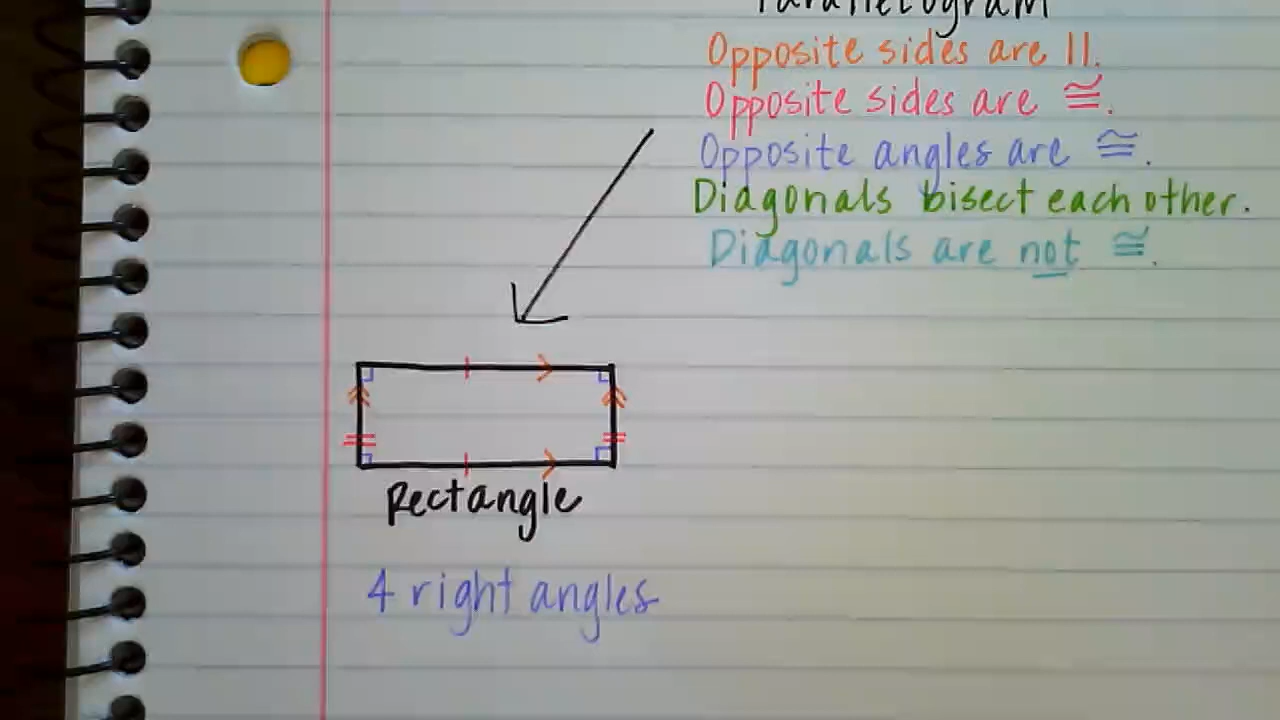 Parallelogram
Opposite sides are ||.
Opposite sides are ≅.
Opposite angles are ≅.
Diagonals bisect each other.
Diagonals are not ≅.
Rectangle
4 right angles